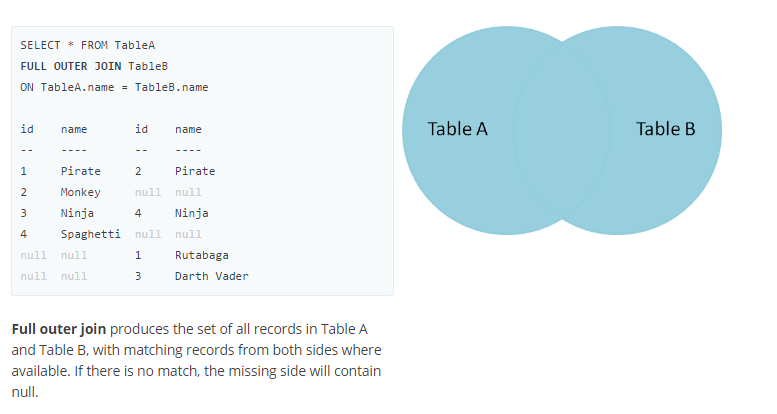 SELECT * FROM TableA
FULL OUTER JOIN TableB
ON TableA.name = TableB.name
id name id name
-- ---- -- ----
1 Pirate 2 Pirate
2 Monkey null null
3 Ninja 4 Ninja
4 Spaghetti null null
null null 1 Rutabaga
null null 3 Darth Vader
Table A
Table B
Full outer join produces the set of all records in Table A
and Table B, with matching records from both sides where
available. If there is no match, the missing side will contain
null.